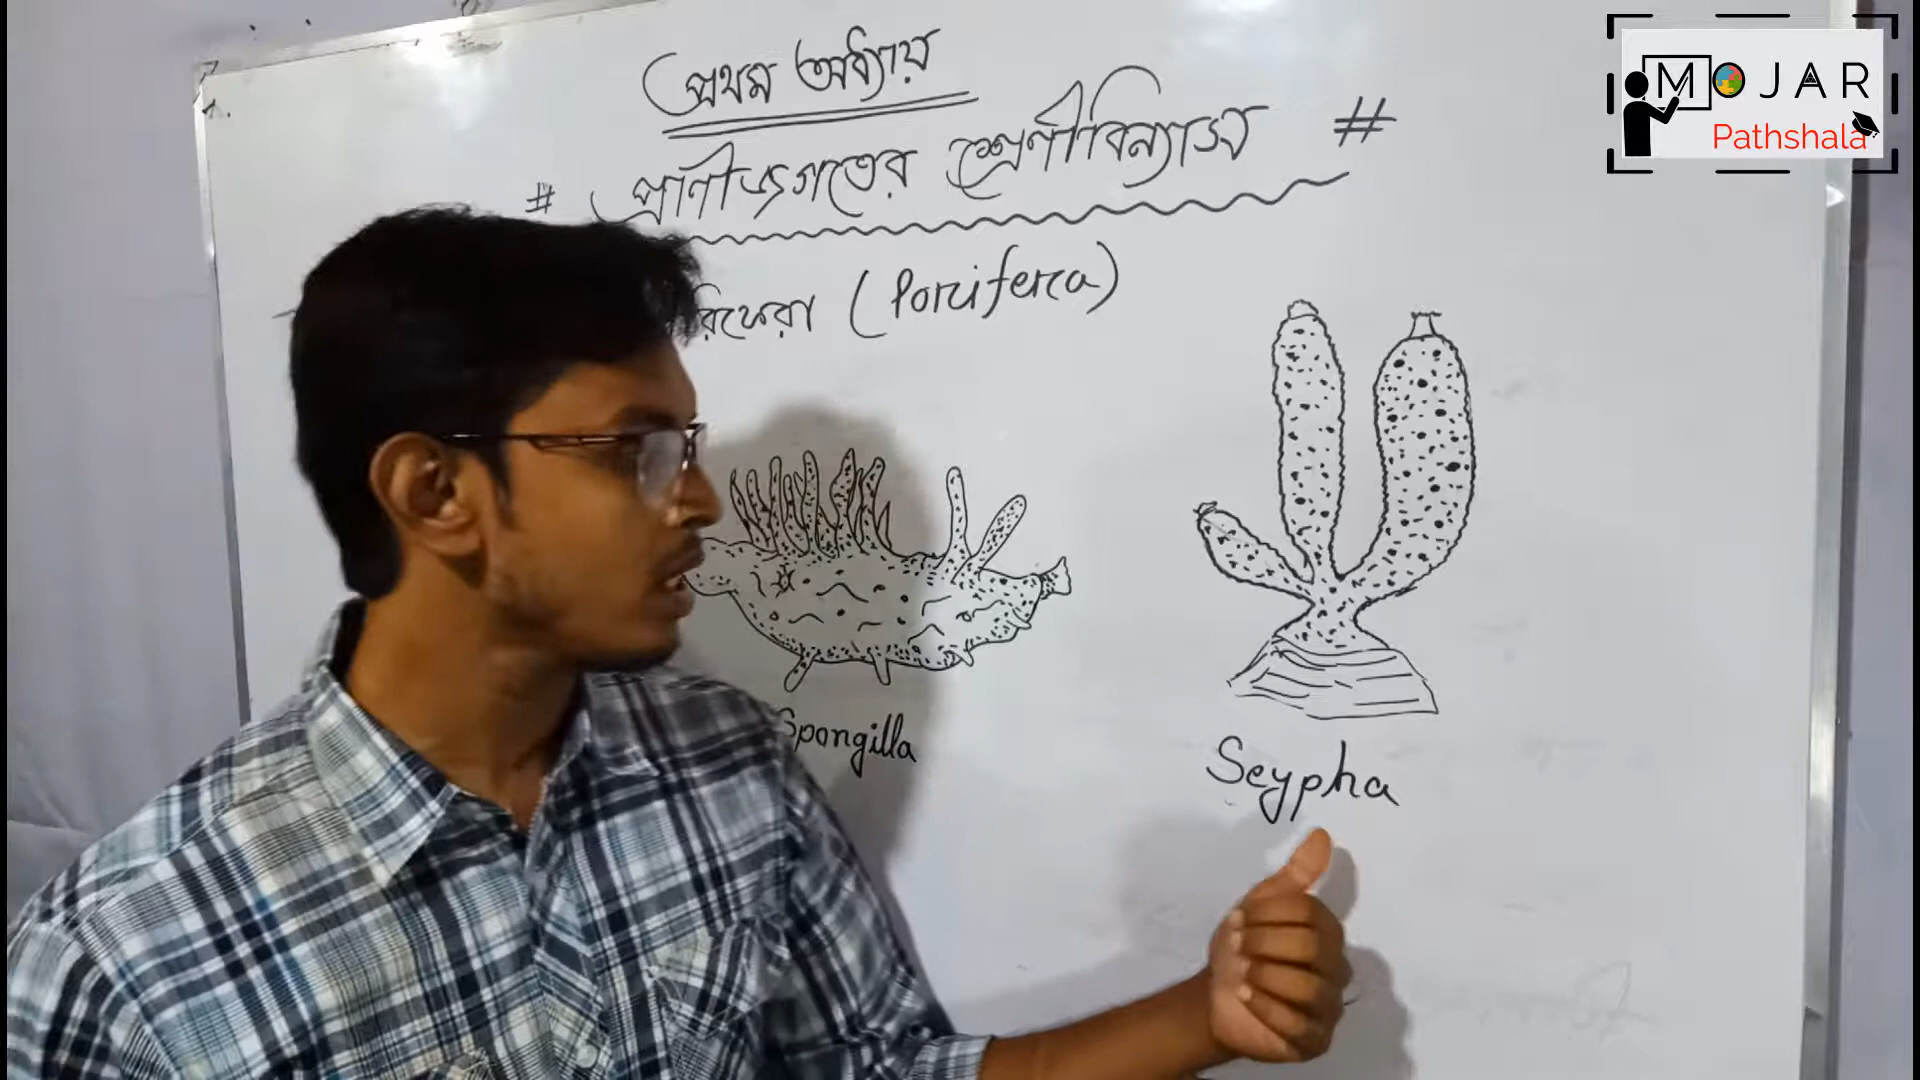 প্রথম অধ্যায়
# প্রাণীজগতের শ্রেণীবিন্যাস #
রিফেরা (Porifera)
Spongilla
Scypha
MOJAR
Pathshala